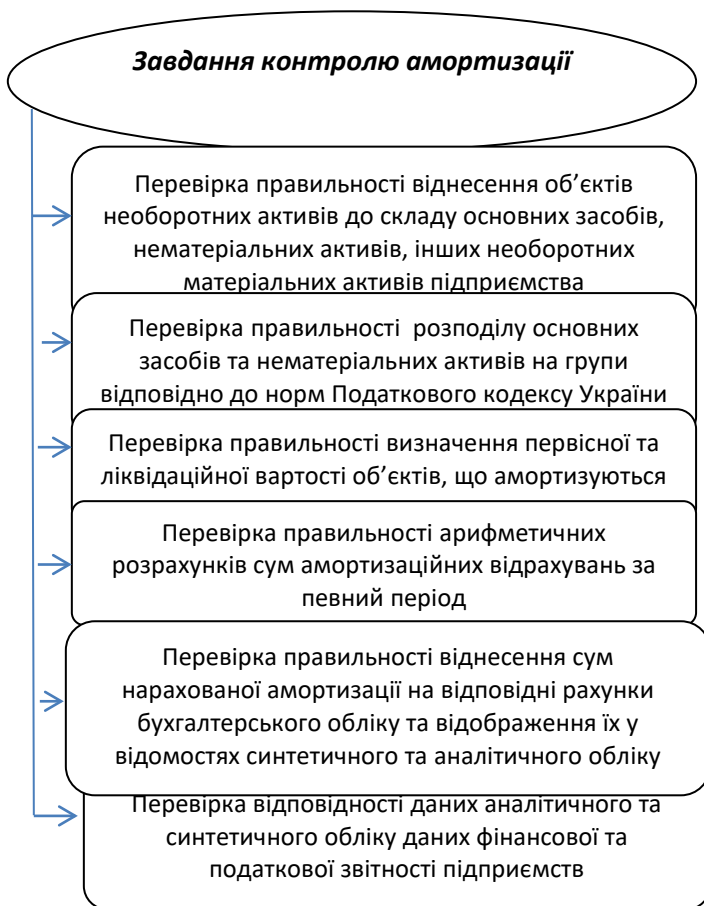 Завдання контролю амортизації
Перевірка правильності віднесення об’єктів
необоротних активів до складу основних засобів,
нематеріальних активів, інших необоротних
матеріальних активів підприємства
Перевірка правильності розподілу основних
засобів та нематеріальних активів на групи
відповідно до норм Податкового кодексу України
Перевірка правильності визначення первісної та
ліквідаційної вартості об’єктів, що амортизуються
Перевірка правильності арифметичних
розрахунків сум амортизаційних відрахувань за
певний період
Перевірка правильності віднесення сум
нарахованої амортизації на відповідні рахунки
бухгалтерського обліку та відображення їх у
відомостях синтетичного та аналітичного обліку
Перевірка відповідності даних аналітичного та
синтетичного обліку даних фінансової та
податкової звітності підприємств